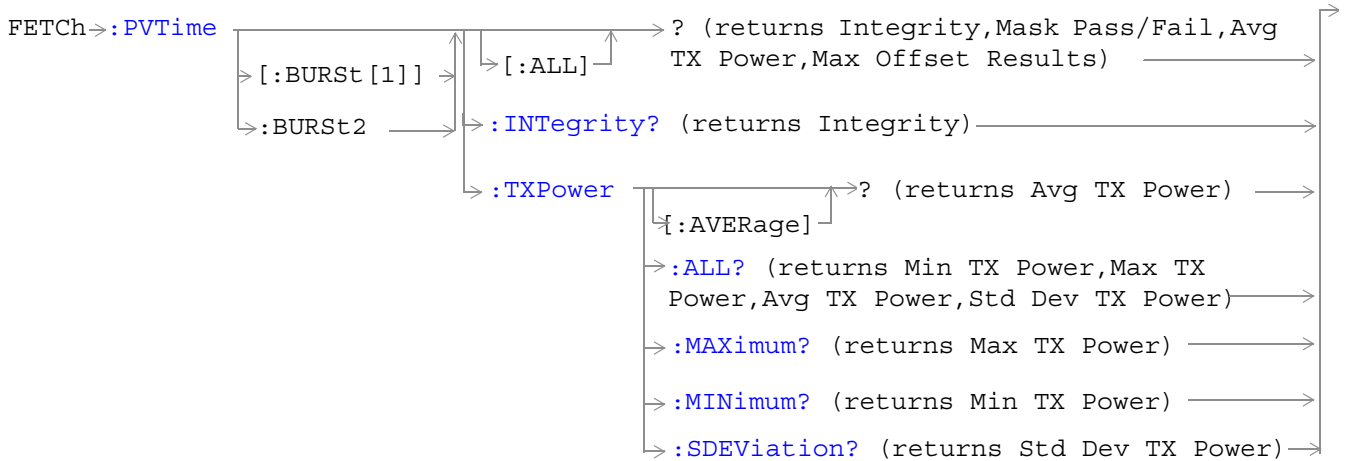 FETCh :PVTime ? (returns Integrity,Mask Pass/Fail,Avg
[:BURSt[1]] [:ALL] TX Power,Max Offset Results)
:BURSt2 :INTegrity? (returns Integrity)
:TXPower ? (returns Avg TX Power)
[:AVERage]
:ALL? (returns Min TX Power,Max TX
Power,Avg TX Power,Std Dev TX Power)
:MAXimum? (returns Max TX Power)
:MINimum? (returns Min TX Power)
:SDEViation? (returns Std Dev TX Power)